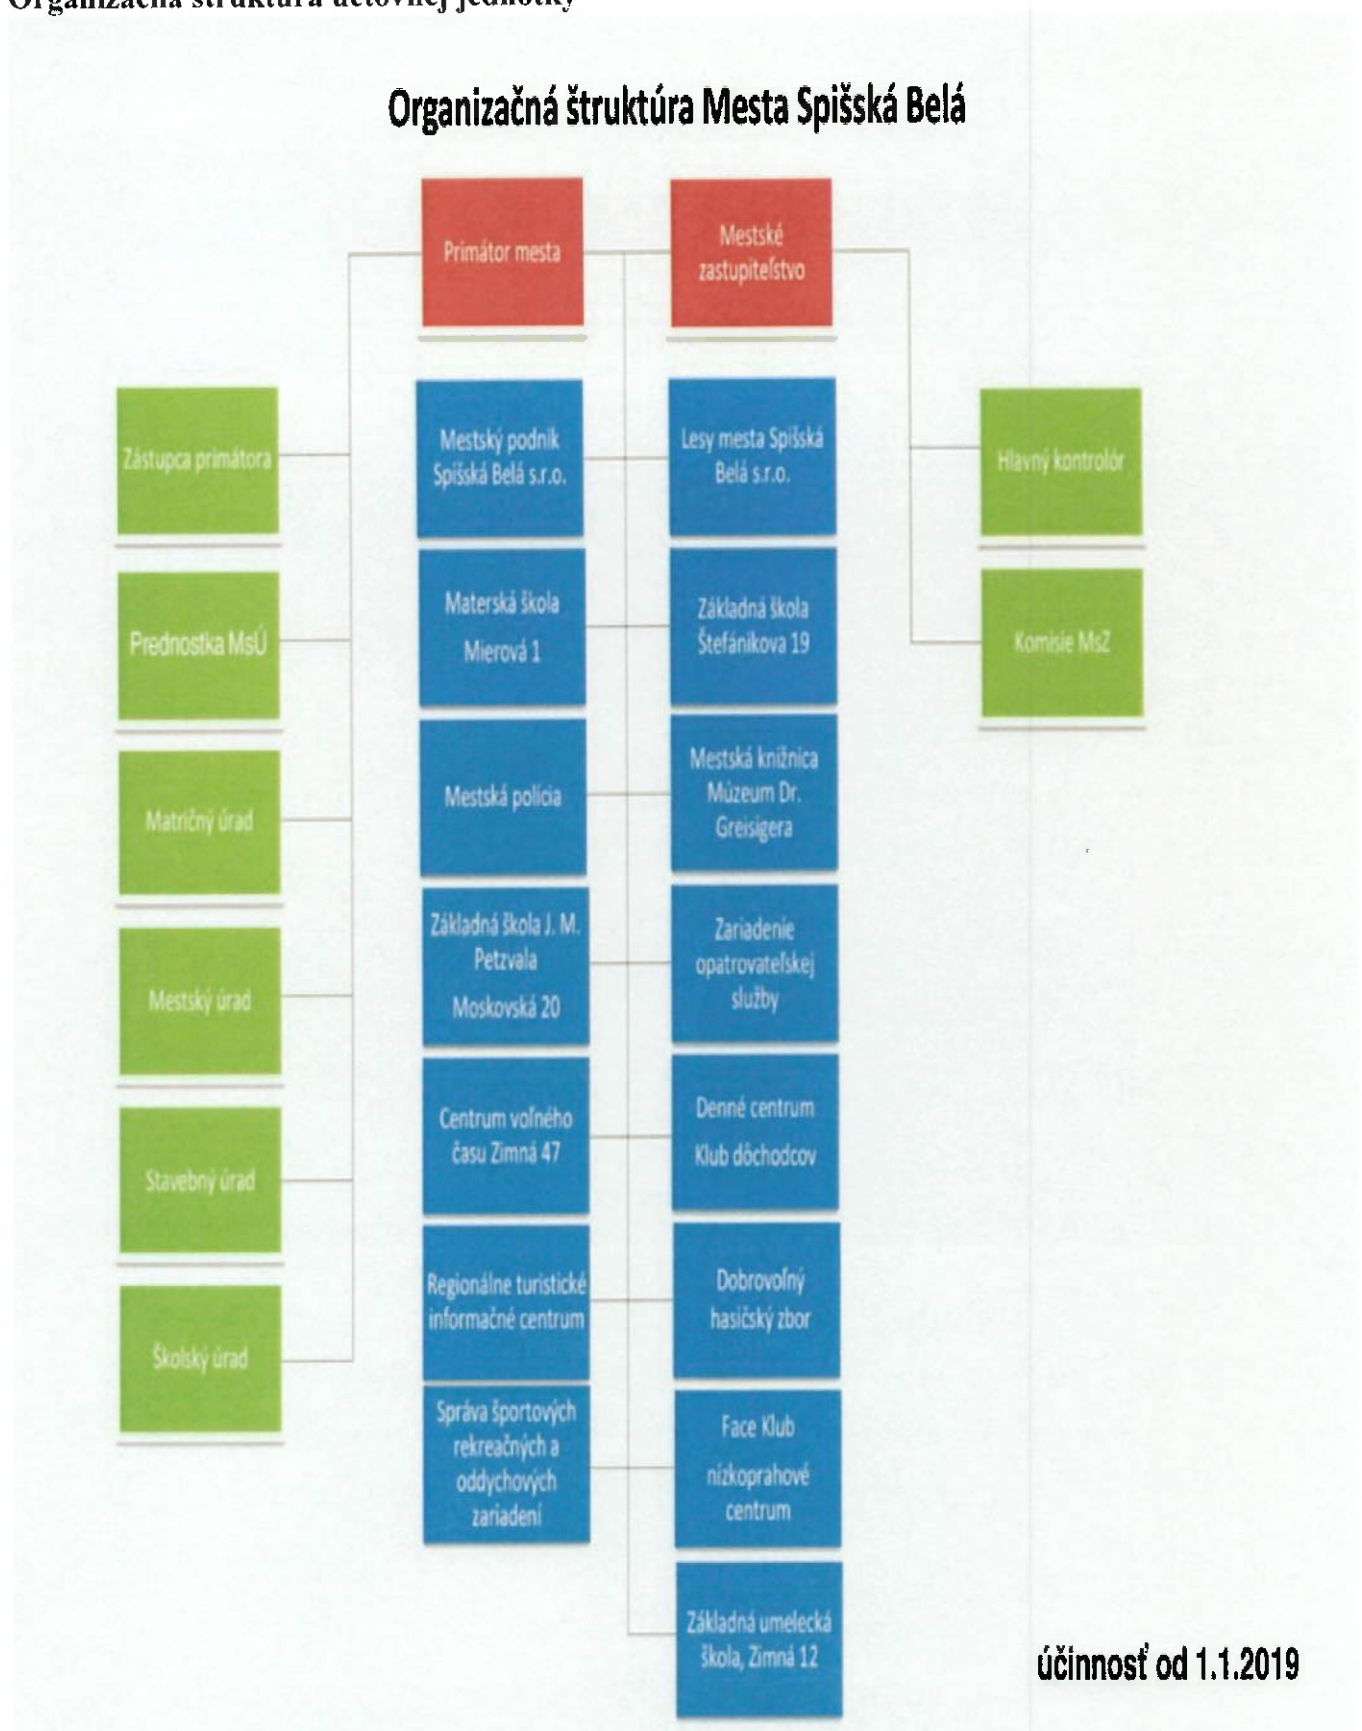 Organizačná štruktúra účtovnej jednotky
Organizačná štruktúra Mesta Spišská Belá
Primátor mesta
Mestské
zastupiteľstvo
Zástupca primátora
Prednostka MsÚ
Matričný úrad
Mestský úrad
Stavebný úrad
Školský úrad
Mestský podnik
Spišská Belá s.r.o.
Materská škola
Mierová 1
Mestská polícia
Základná škola J. M.
Petzvala
Moskovská 20
Centrum voľného
času Zimná 47
Regionálne turistické
informačné centrum
Správa športových
rekreačných a
oddychových
zariadení
Lesy mesta Spišská
Belá s.r.o.
Základná škola
Štefánikova 19
Mestská knižnica
Múzeum Dr.
Greisigera
Zariadenie
opatrovateľskej
služby
Denné centrum
Klub dôchodcov
Dobrovoľný
hasičský zbor
Face Klub
nízkoprahové
centrum
Základná umelecká
škola, Zimná 12
Hlavný kontrolór
Komisie MsZ
účinnosť od 1.1.2019